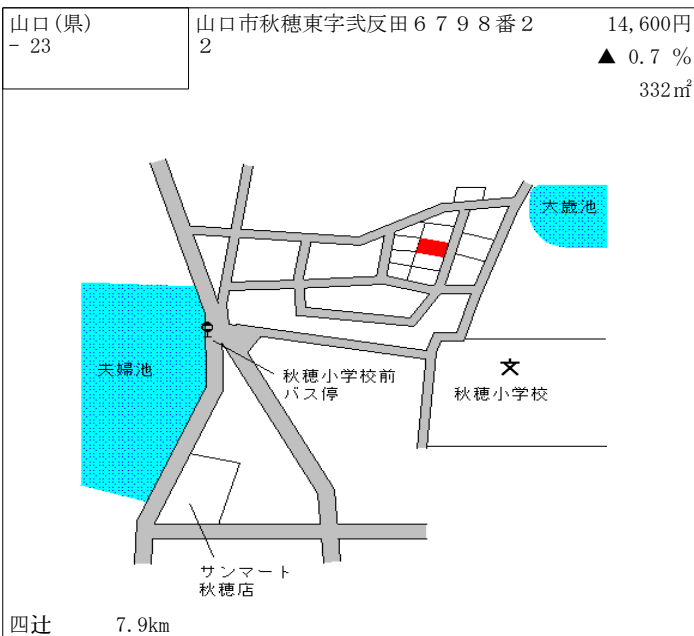 山口(県)
- 23
山口市秋穂東字弐反田６７９８番２
2
14,600円
▲ 0.7 %
332㎡
大歳池
夫婦池
秋穂小学校前
バス停
文
秋穂小学校
サンマート
秋穂店
四辻 7.9km